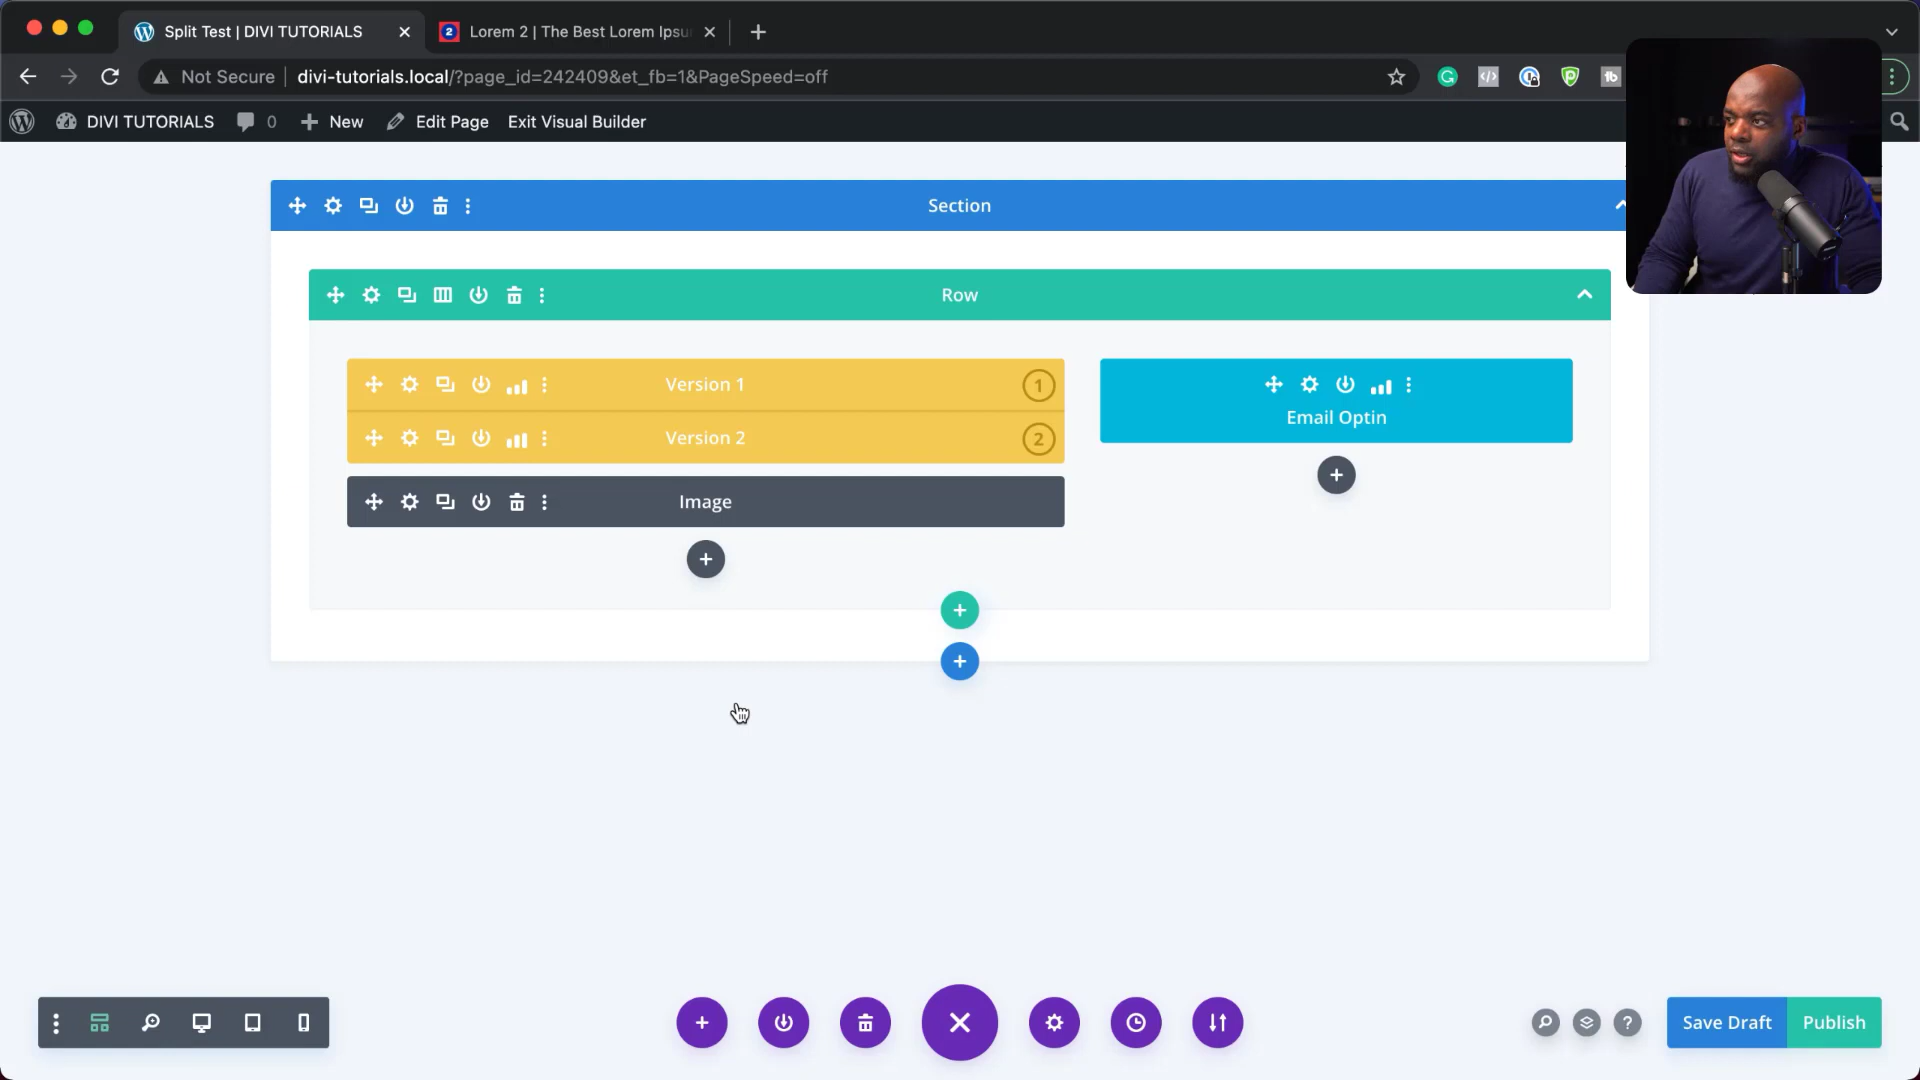 Split Test | DIVI TUTORIALS
2 Lorem 2 | The Best Lorem Ipsu
Not Secure divi-tutorials.local/?page_id=242409&et_fb=1&PageSpeed=off
DIVI TUTORIALS 0 New Edit Page Exit Visual Builder
Section
Row
Version 1 1
Version 2 2
Email Optin
Image
Save Draft Publish